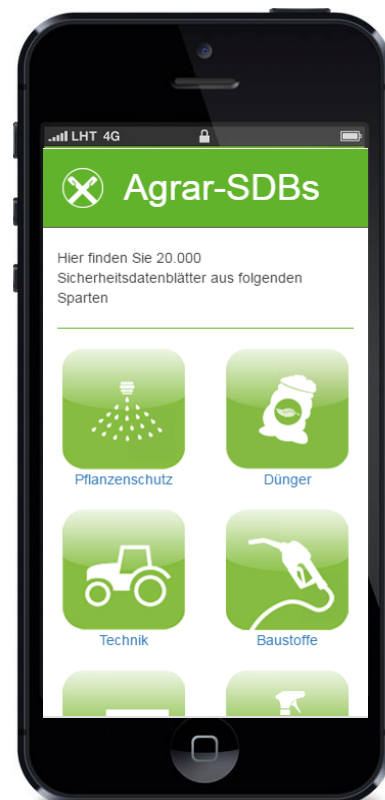 LHT 4G
Agrar-SDBs
Hier finden Sie 20.000
Sicherheitsdatenblätter aus folgenden
Sparten
Pflanzenschutz
Dünger
Technik
Baustoffe